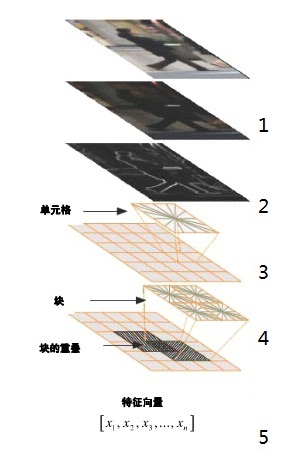 1
2
单元格
3
块
4
块的重叠
特征向量
[x₁, x₂, x₃, ..., xₙ]
5